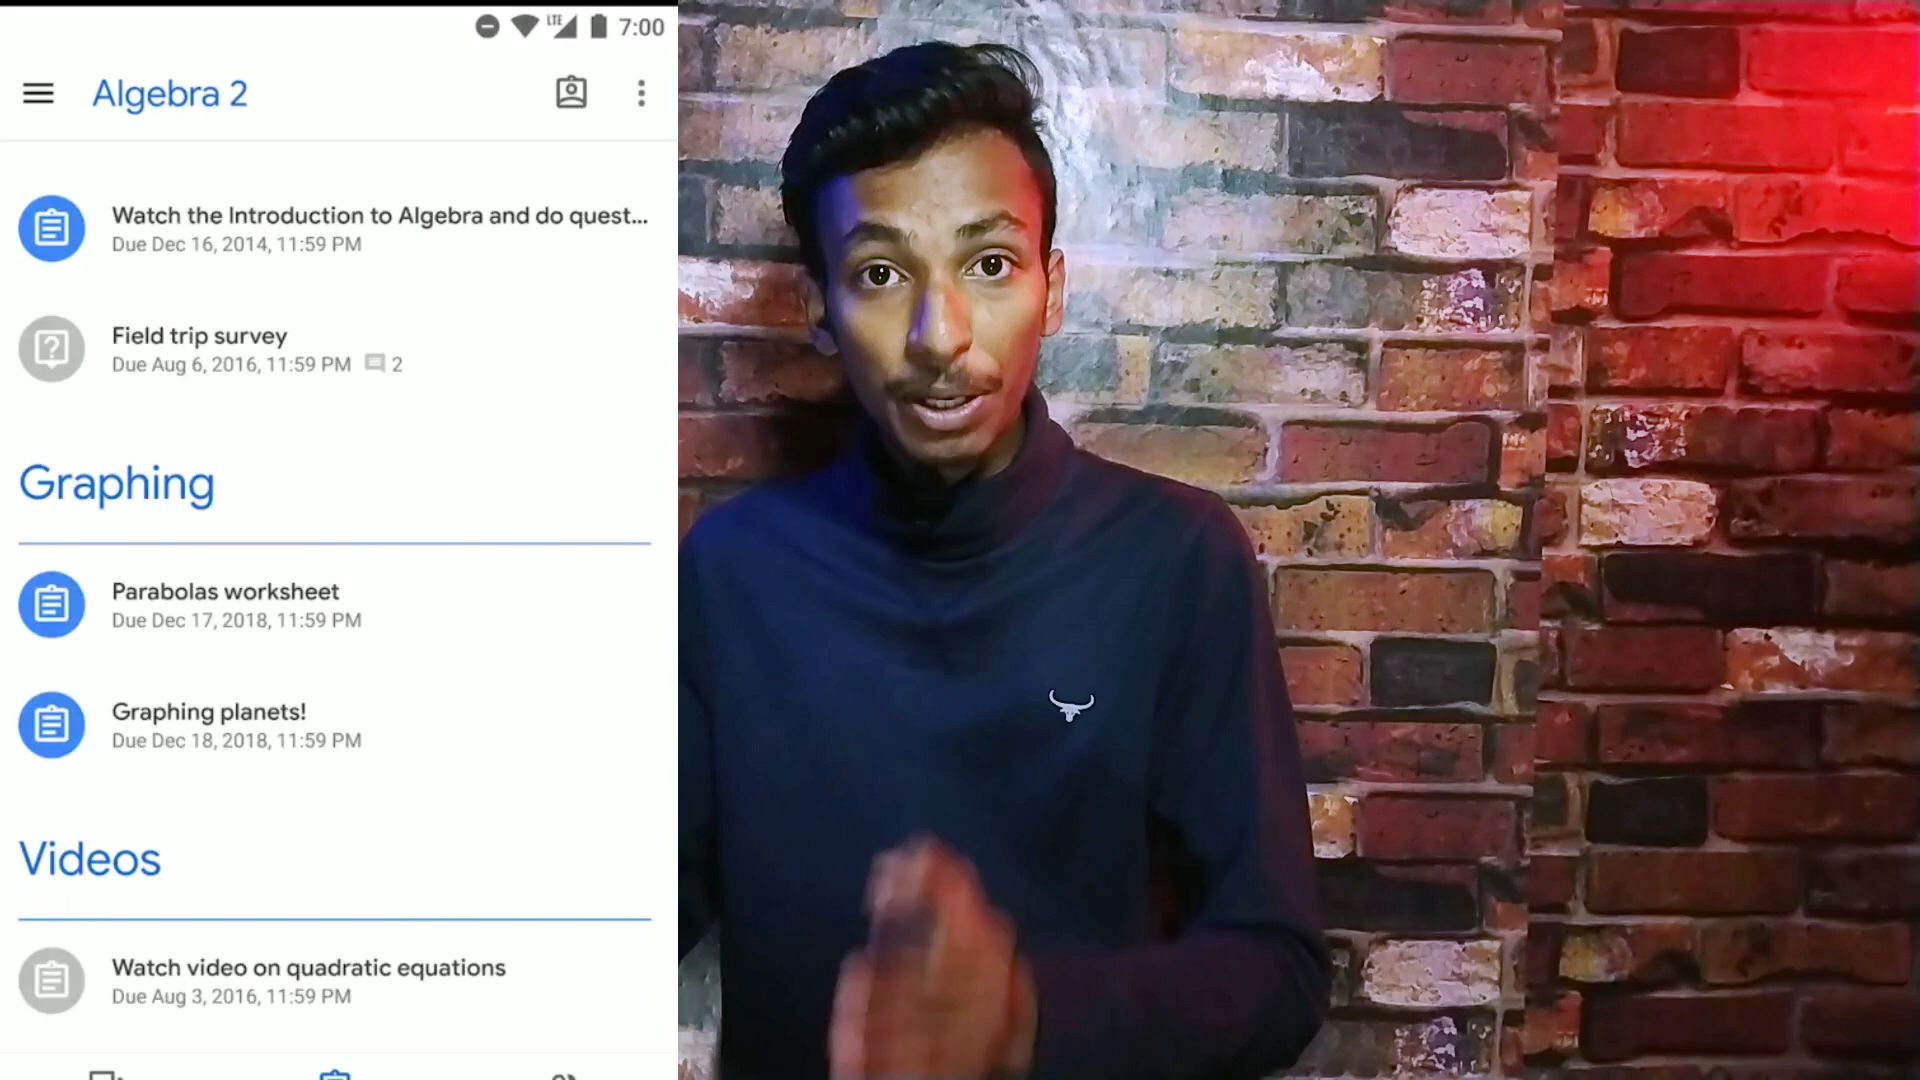 LTE 7:00
Algebra 2
Watch the Introduction to Algebra and do quest...
Due Dec 16, 2014, 11:59 PM
Field trip survey
Due Aug 6, 2016, 11:59 PM 2
Graphing
Parabolas worksheet
Due Dec 17, 2018, 11:59 PM
Graphing planets!
Due Dec 18, 2018, 11:59 PM
Videos
Watch video on quadratic equations
Due Aug 3, 2016, 11:59 PM